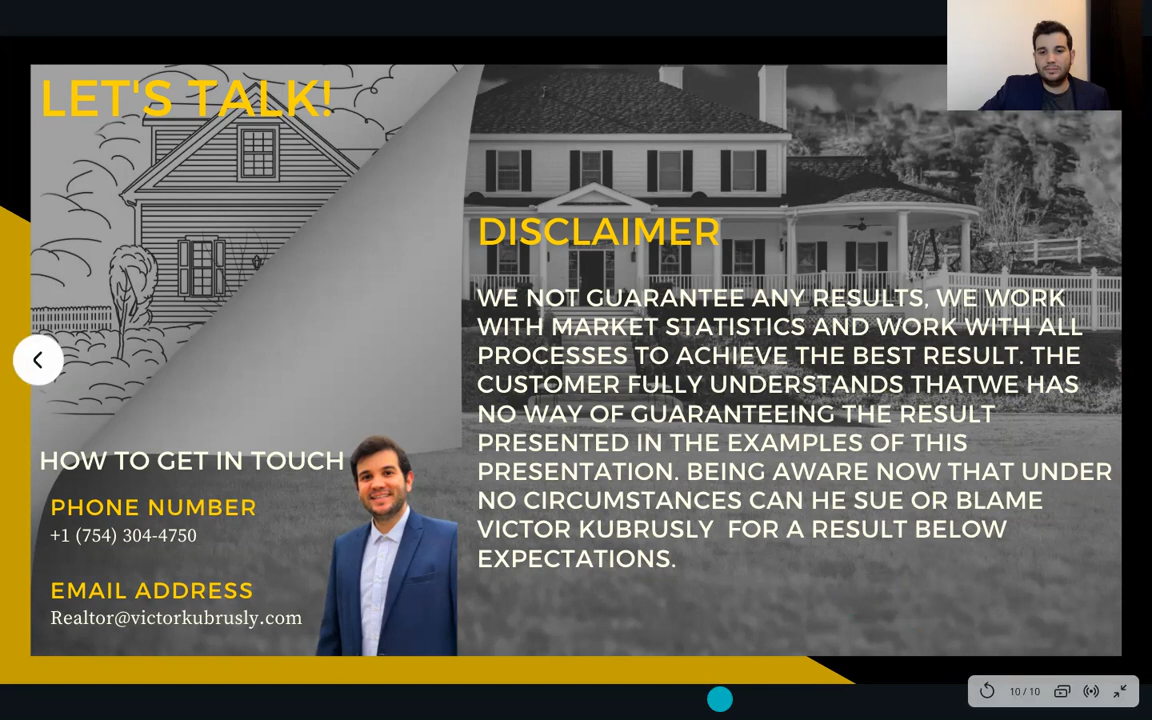 LET'S TALK!
HOW TO GET IN TOUCH
PHONE NUMBER
+1 (754) 304-4750
EMAIL ADDRESS
Realtor@victorkubrusly.com
DISCLAIMER
WE NOT GUARANTEE ANY RESULTS, WE WORK
WITH MARKET STATISTICS AND WORK WITH ALL
PROCESSES TO ACHIEVE THE BEST RESULT. THE
CUSTOMER FULLY UNDERSTANDS THATWE HAS
NO WAY OF GUARANTEEING THE RESULT
PRESENTED IN THE EXAMPLES OF THIS
PRESENTATION. BEING AWARE NOW THAT UNDER
NO CIRCUMSTANCES CAN HE SUE OR BLAME
VICTOR KUBRUSLY  FOR A RESULT BELOW
EXPECTATIONS.
10 / 10